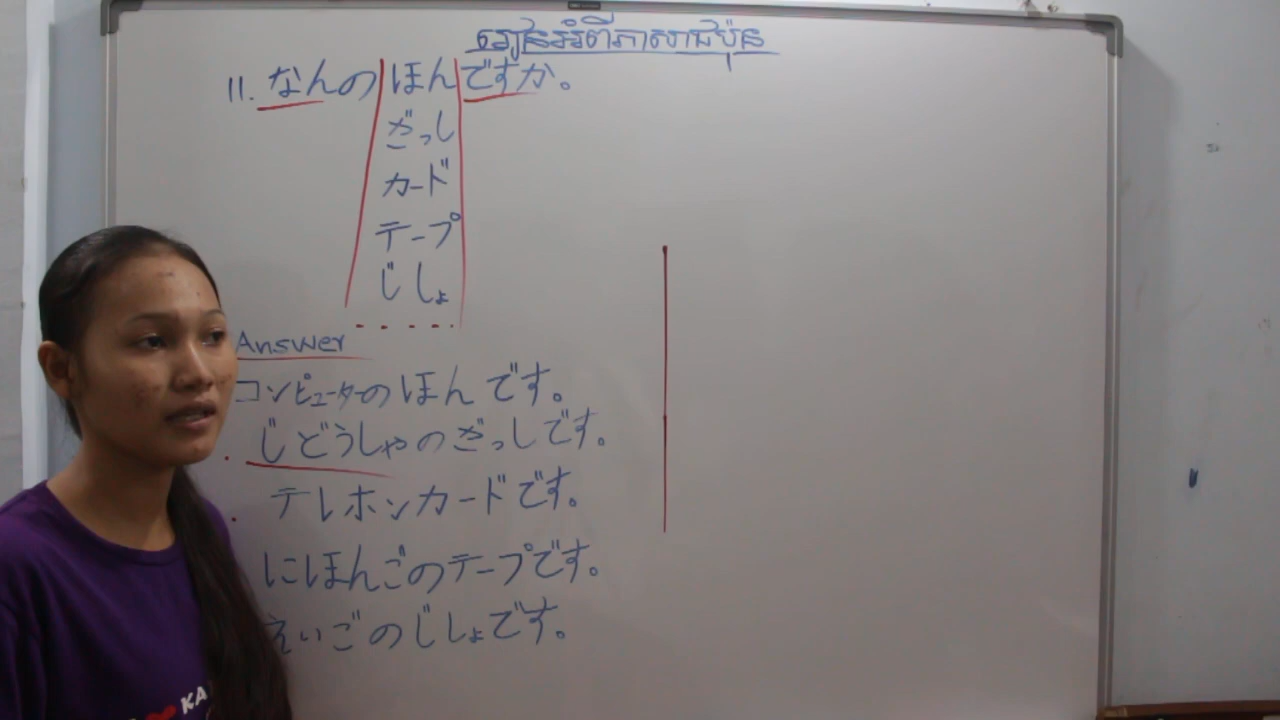 រៀនអំពីភាសាជប៉ុន
11. なんの ほん ですか。
ざっし
カード
テープ
じしょ
Answer
コンピューターのほんです。
じどうしゃのざっしです。
テレホンカードです。
にほんごのテープです。
えいごのじしょです。
KA